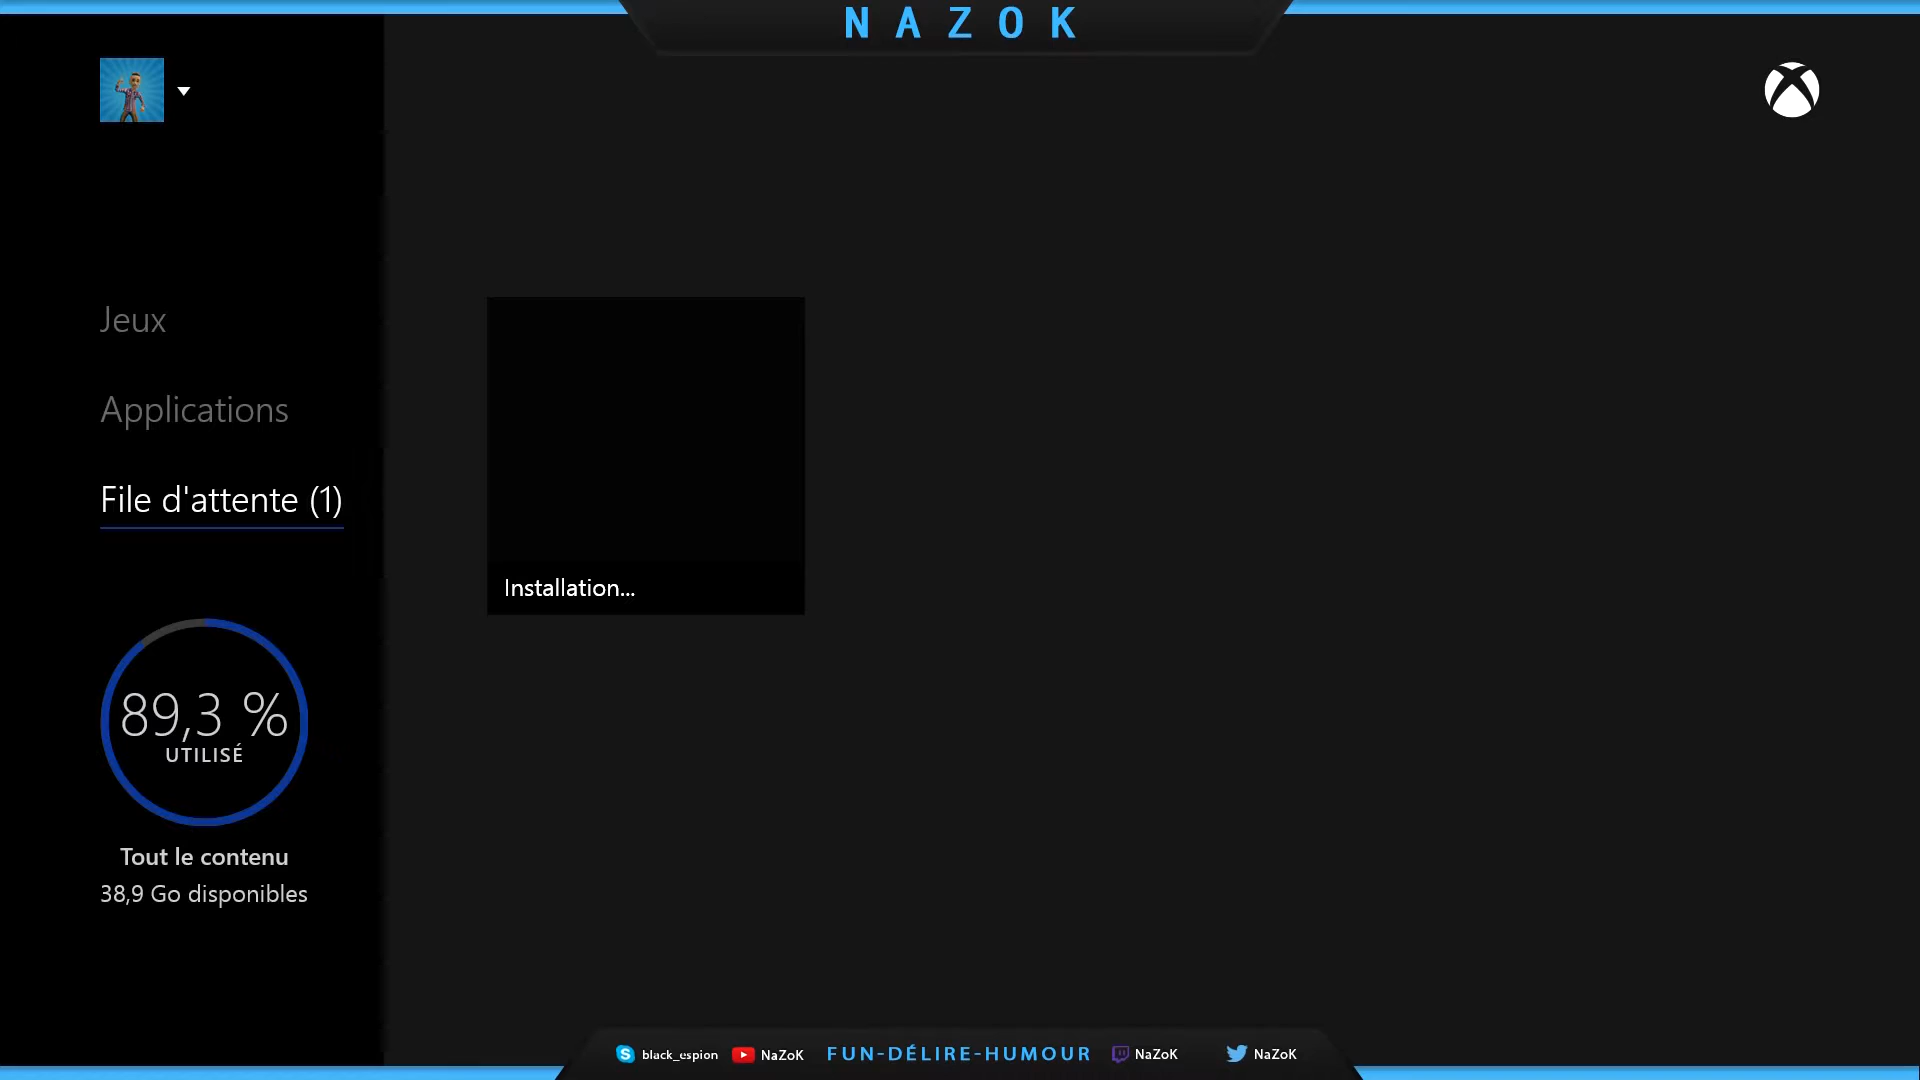 NAZOK
Jeux
Applications
File d'attente (1)
Installation...
89,3 %
UTILISÉ
Tout le contenu
38,9 Go disponibles
black_espion NaZoK FUN-DÉLIRE-HUMOUR NaZoK NaZoK